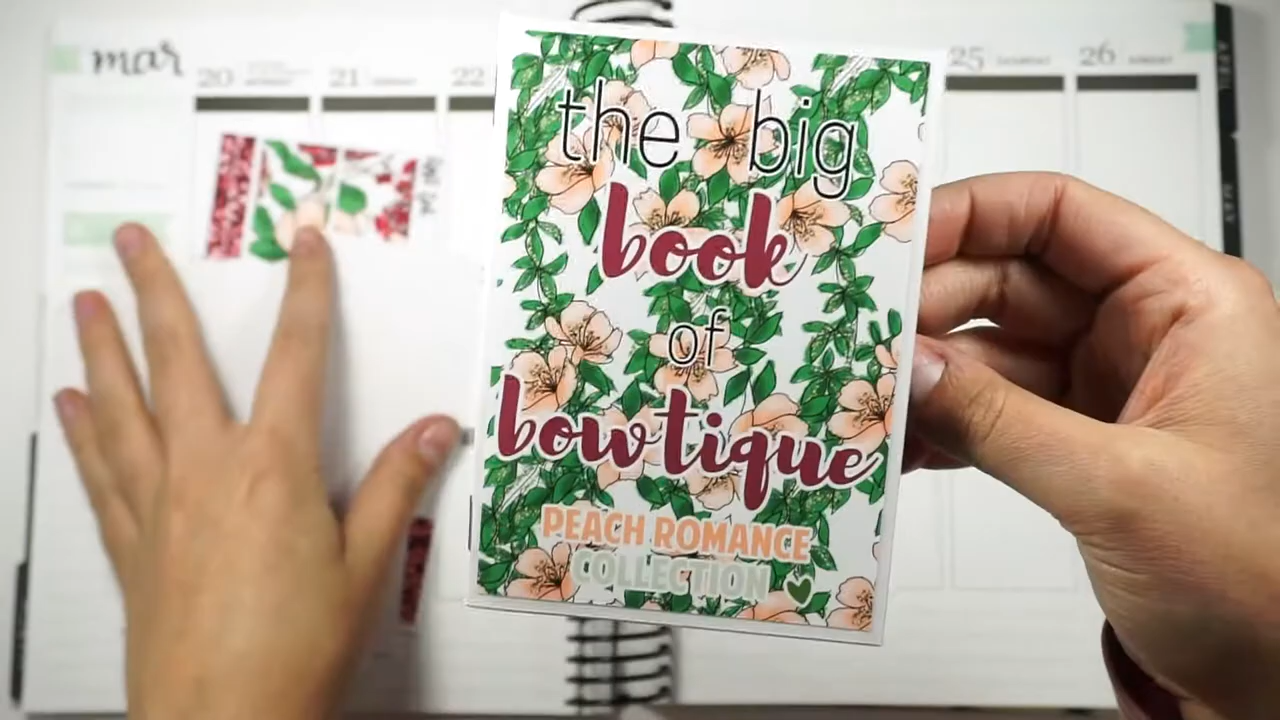 mar
20
21
22
25
26
the big
book
of
bowtique
PEACH ROMANCE
COLLECTION